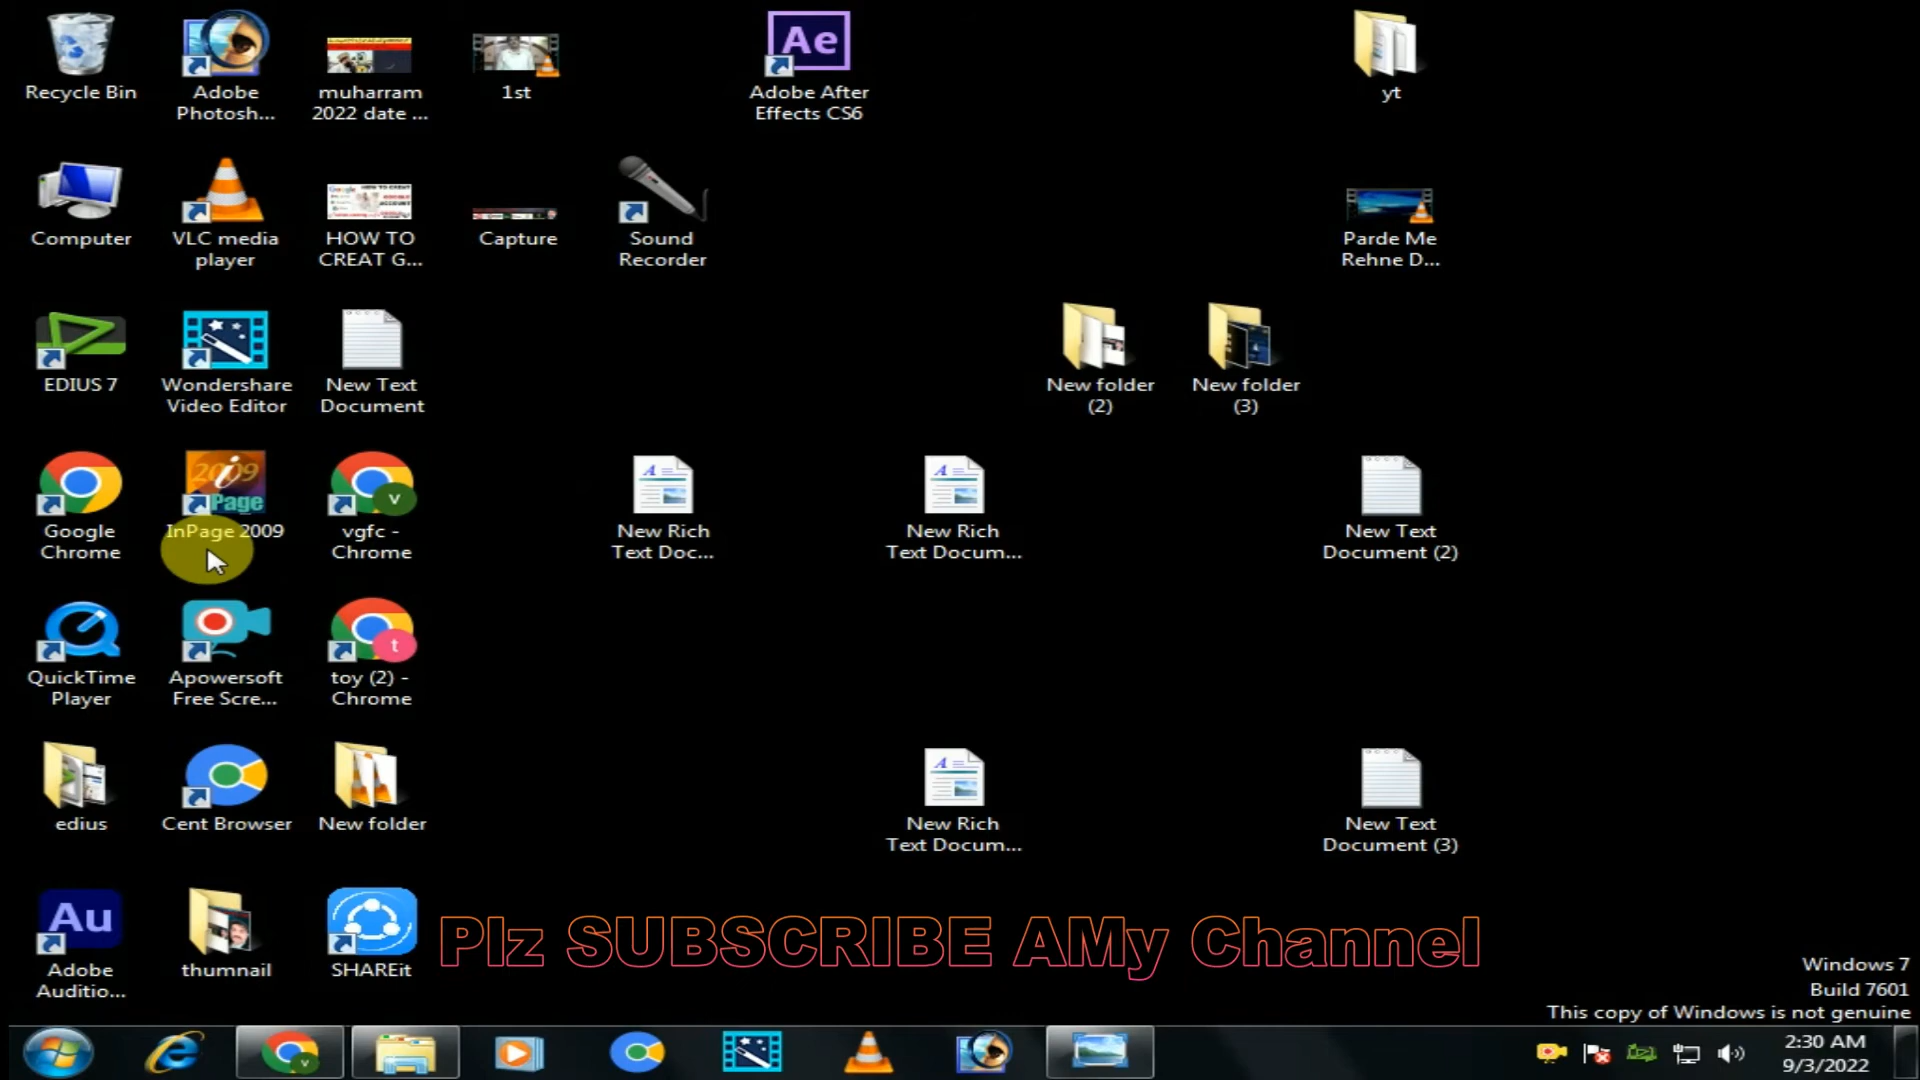 Recycle Bin
Adobe
Photosh...
muharram
2022 date ...
1st
Ae
Adobe After
Effects CS6
yt
Computer
VLC media
player
HOW TO
CREAT G...
Capture
Sound
Recorder
Parde Me
Rehne D...
EDIUS 7
Wondershare
Video Editor
New Text
Document
New folder
(2)
New folder
(3)
Google
Chrome
2009
i
Page
InPage 2009
v
vgfc -
Chrome
New Rich
Text Doc...
New Rich
Text Docum...
New Text
Document (2)
QuickTime
Player
Apowersoft
Free Scre...
t
toy (2) -
Chrome
edius
Cent Browser
New folder
New Rich
Text Docum...
New Text
Document (3)
Au
Adobe
Auditio...
thumnail
SHAREit
Plz SUBSCRIBE AMy Channel
Windows 7
Build 7601
This copy of Windows is not genuine
v
2:30 AM
9/3/2022